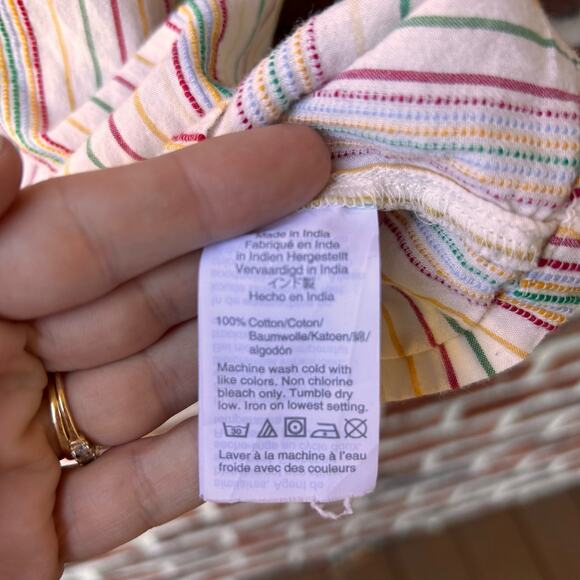 Made in India
Fabriqué en Inde
in Indien Hergestellt
Vervaardigd in India
インド製
Hecho en India
100% Cotton/Coton/
Baumwolle/Katoen/綿/
algodón
Machine wash cold with
like colors. Non chlorine
bleach only. Tumble dry
low. Iron on lowest setting.
30
Laver à la machine à l'eau
froide avec des couleurs